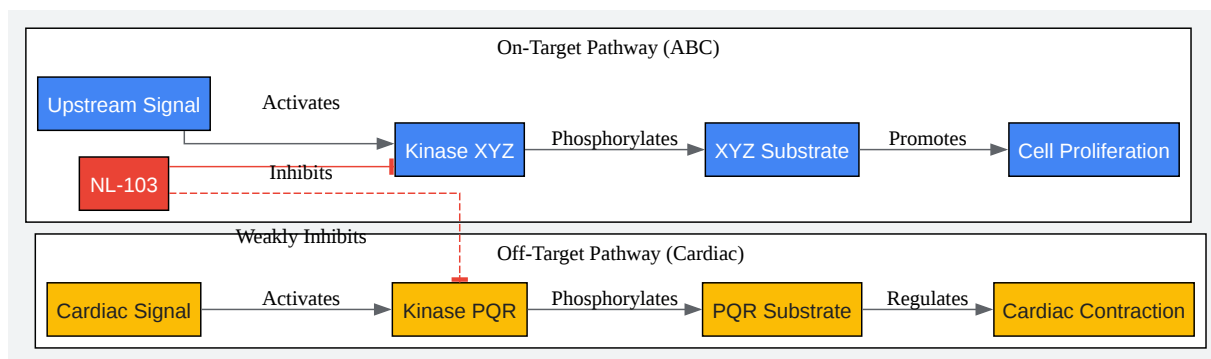 On-Target Pathway (ABC)
Upstream Signal
Activates
Kinase XYZ
Phosphorylates
XYZ Substrate
Promotes
Cell Proliferation
NL-103
Inhibits
Weakly Inhibits
Off-Target Pathway (Cardiac)
Cardiac Signal
Activates
Kinase PQR
Phosphorylates
PQR Substrate
Regulates
Cardiac Contraction